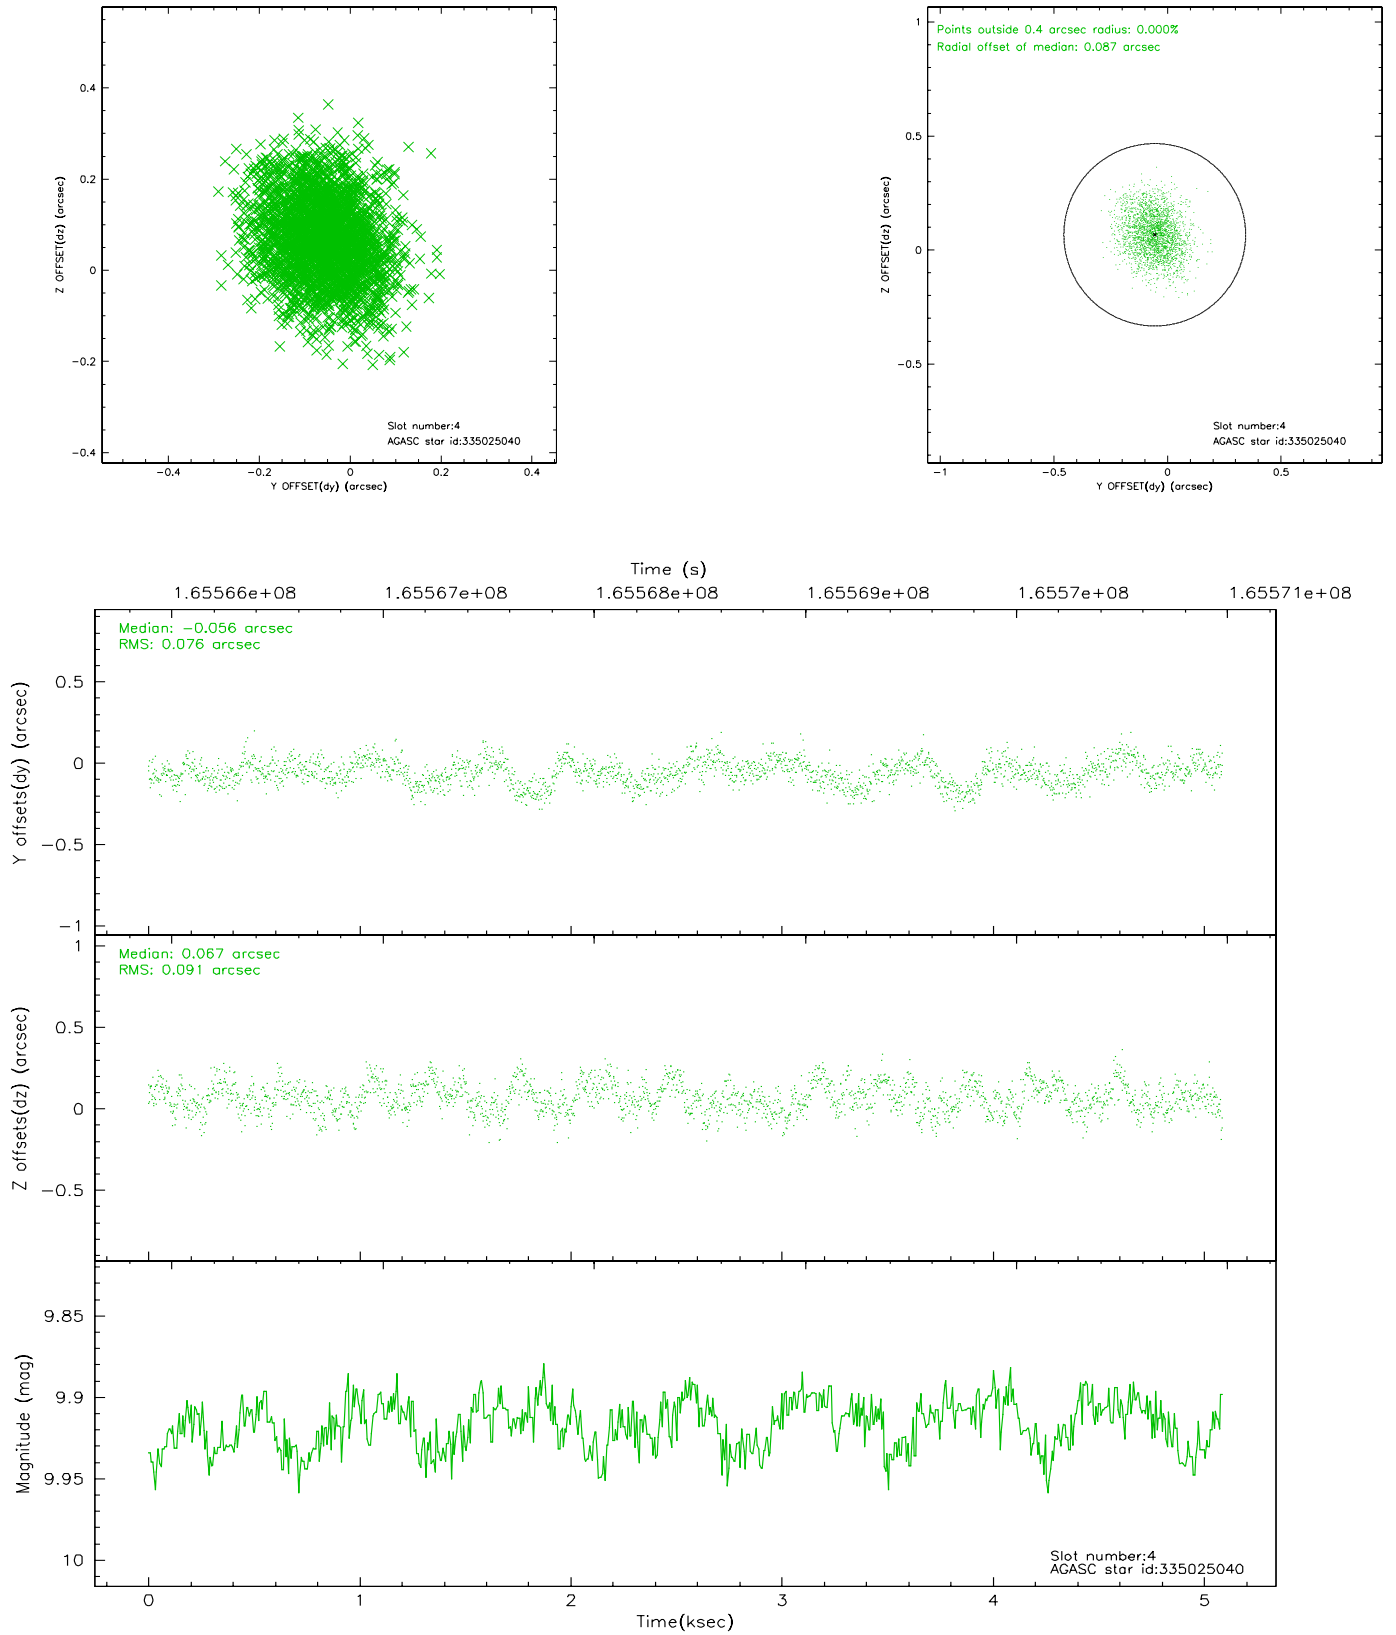 0.4
0.2
0
−0.2
−0.4
Z OFFSET(dz) (arcsec)
Slot number:4
AGASC star id:335025040
−0.4 −0.2 0 0.2 0.4
Y OFFSET(dy) (arcsec)
Points outside 0.4 arcsec radius: 0.000%
Radial offset of median: 0.087 arcsec
1
0.5
0
−0.5
Z OFFSET(dz) (arcsec)
Slot number:4
AGASC star id:335025040
−1 −0.5 0 0.5
Y OFFSET(dy) (arcsec)
Time (s)
1.65566e+08 1.65567e+08 1.65568e+08 1.65569e+08 1.6557e+08 1.65571e+08
Median: −0.056 arcsec
RMS: 0.076 arcsec
0.5
0
−0.5
−1
Y offsets(dy) (arcsec)
Median: 0.067 arcsec
RMS: 0.091 arcsec
1
0.5
0
−0.5
Z offsets(dz) (arcsec)
9.85
9.9
9.95
10
Magnitude (mag)
Slot number:4
AGASC star id:335025040
0 1 2 3 4 5
Time(ksec)